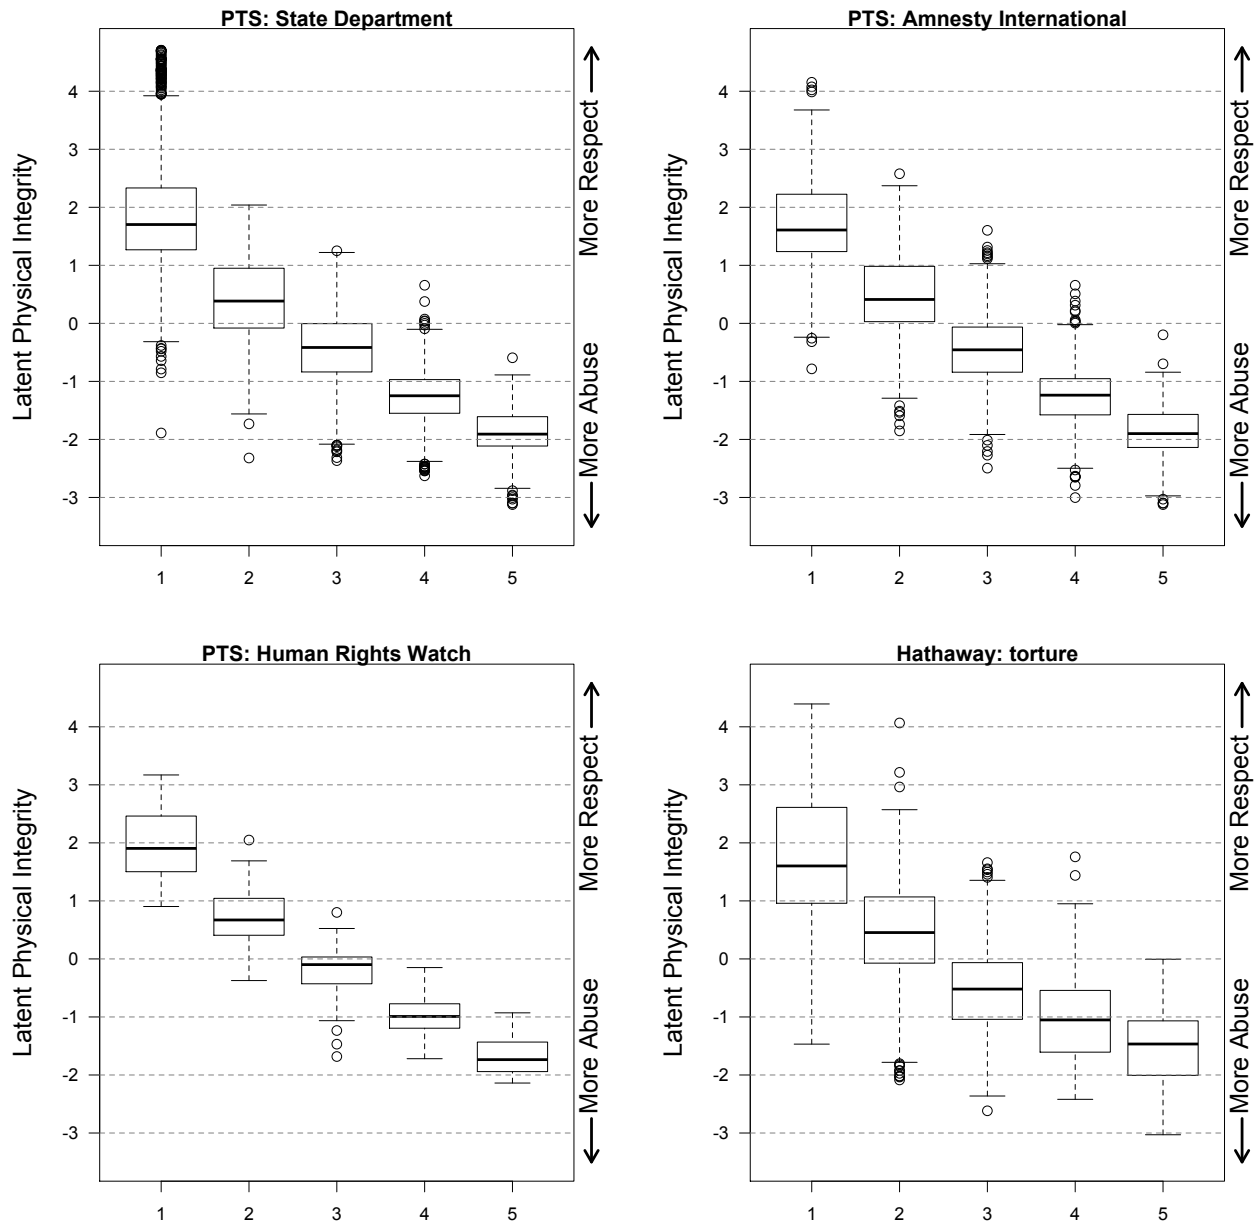 PTS: State Department
Latent Physical Integrity
4
3
2
1
0
-1
-2
-3
1 2 3 4 5
More Abuse
More Respect
PTS: Amnesty International
Latent Physical Integrity
4
3
2
1
0
-1
-2
-3
1 2 3 4 5
More Abuse
More Respect
PTS: Human Rights Watch
Latent Physical Integrity
4
3
2
1
0
-1
-2
-3
1 2 3 4 5
More Abuse
More Respect
Hathaway: torture
Latent Physical Integrity
4
3
2
1
0
-1
-2
-3
1 2 3 4 5
More Abuse
More Respect